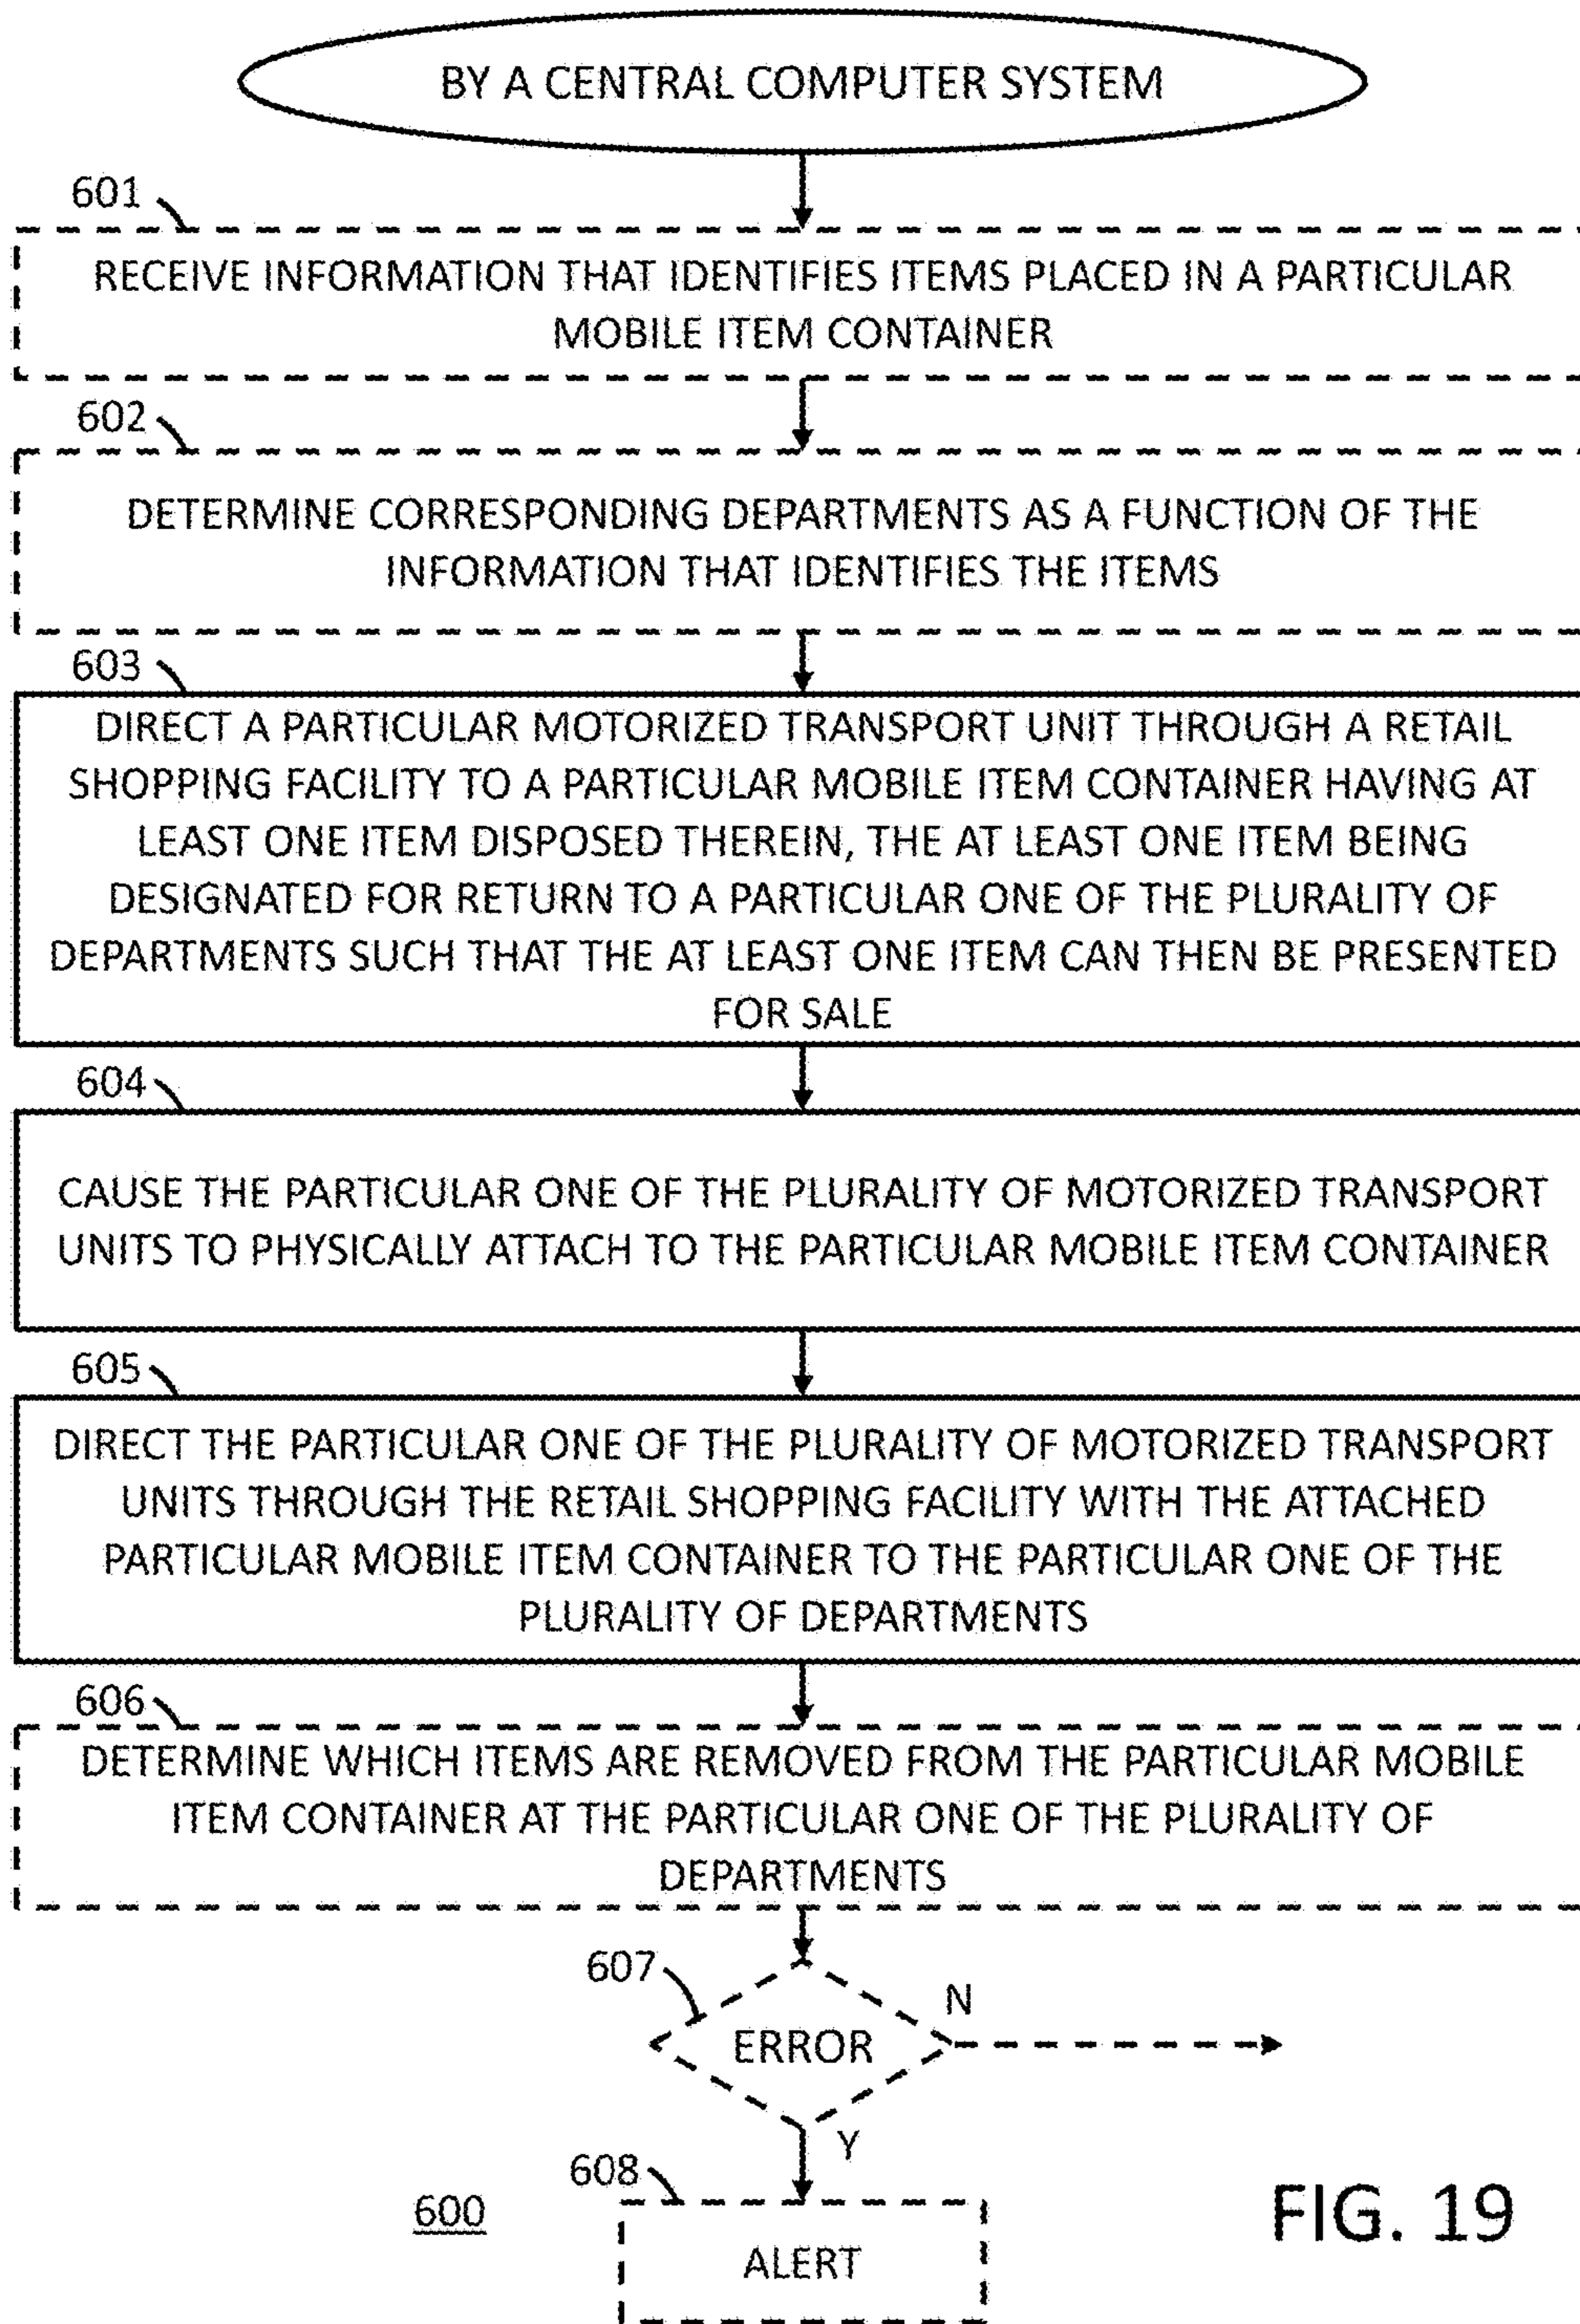 BY A CENTRAL COMPUTER SYSTEM
601
RECEIVE INFORMATION THAT IDENTIFIES ITEMS PLACED IN A PARTICULAR
MOBILE ITEM CONTAINER
602
DETERMINE CORRESPONDING DEPARTMENTS AS A FUNCTION OF THE
INFORMATION THAT IDENTIFIES THE ITEMS
603
DIRECT A PARTICULAR MOTORIZED TRANSPORT UNIT THROUGH A RETAIL
SHOPPING FACILITY TO A PARTICULAR MOBILE ITEM CONTAINER HAVING AT
LEAST ONE ITEM DISPOSED THEREIN, THE AT LEAST ONE ITEM BEING
DESIGNATED FOR RETURN TO A PARTICULAR ONE OF THE PLURALITY OF
DEPARTMENTS SUCH THAT THE AT LEAST ONE ITEM CAN THEN BE PRESENTED
FOR SALE
604
CAUSE THE PARTICULAR ONE OF THE PLURALITY OF MOTORIZED TRANSPORT
UNITS TO PHYSICALLY ATTACH TO THE PARTICULAR MOBILE ITEM CONTAINER
605
DIRECT THE PARTICULAR ONE OF THE PLURALITY OF MOTORIZED TRANSPORT
UNITS THROUGH THE RETAIL SHOPPING FACILITY WITH THE ATTACHED
PARTICULAR MOBILE ITEM CONTAINER TO THE PARTICULAR ONE OF THE
PLURALITY OF DEPARTMENTS
606
DETERMINE WHICH ITEMS ARE REMOVED FROM THE PARTICULAR MOBILE
ITEM CONTAINER AT THE PARTICULAR ONE OF THE PLURALITY OF
DEPARTMENTS
607
N
ERROR
Y
608
600
ALERT
FIG. 19